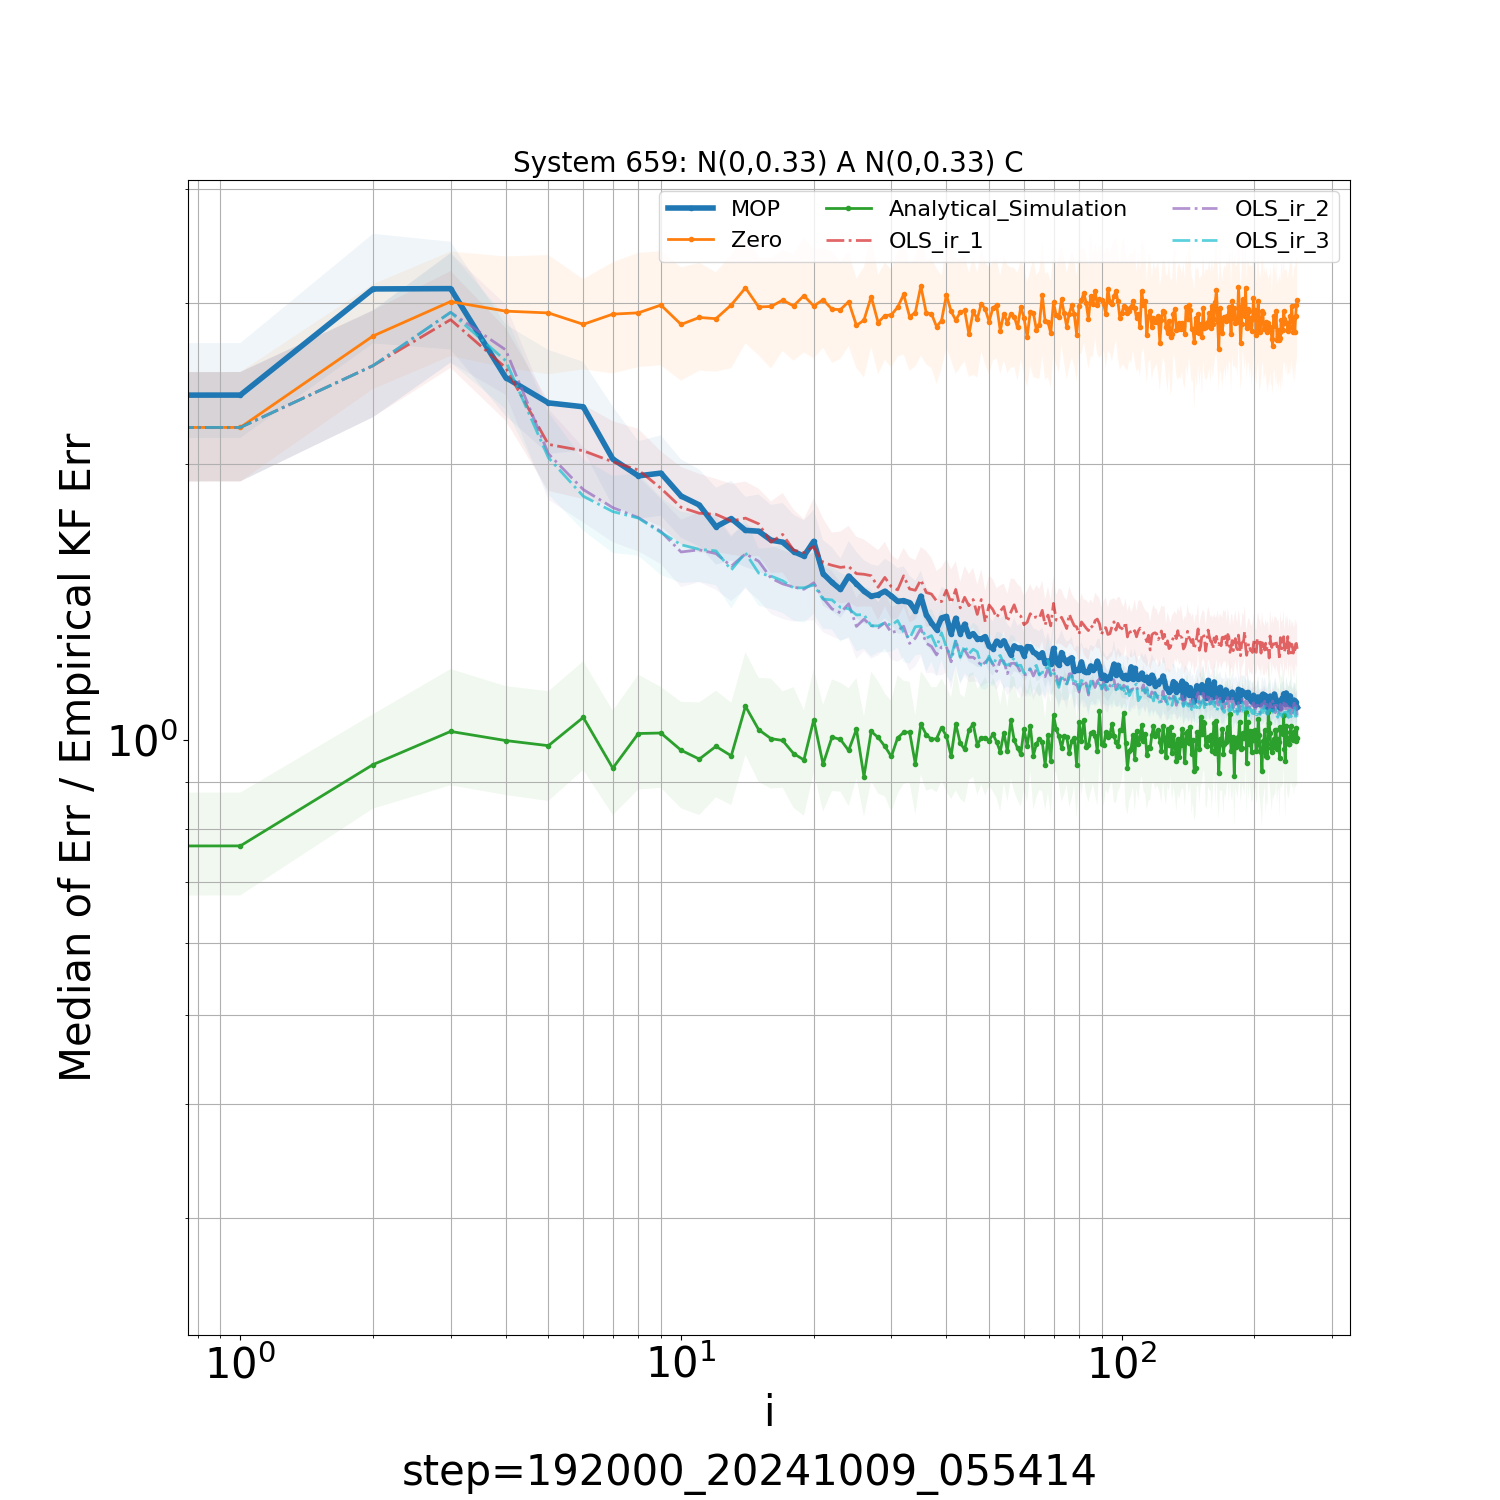 System 659: N(0,0.33) A N(0,0.33) C
MOP
Zero
Analytical_Simulation
OLS_ir_1
OLS_ir_2
OLS_ir_3
Median of Err / Empirical KF Err
10⁰
10⁰
10¹
10²
i
step=192000_20241009_055414